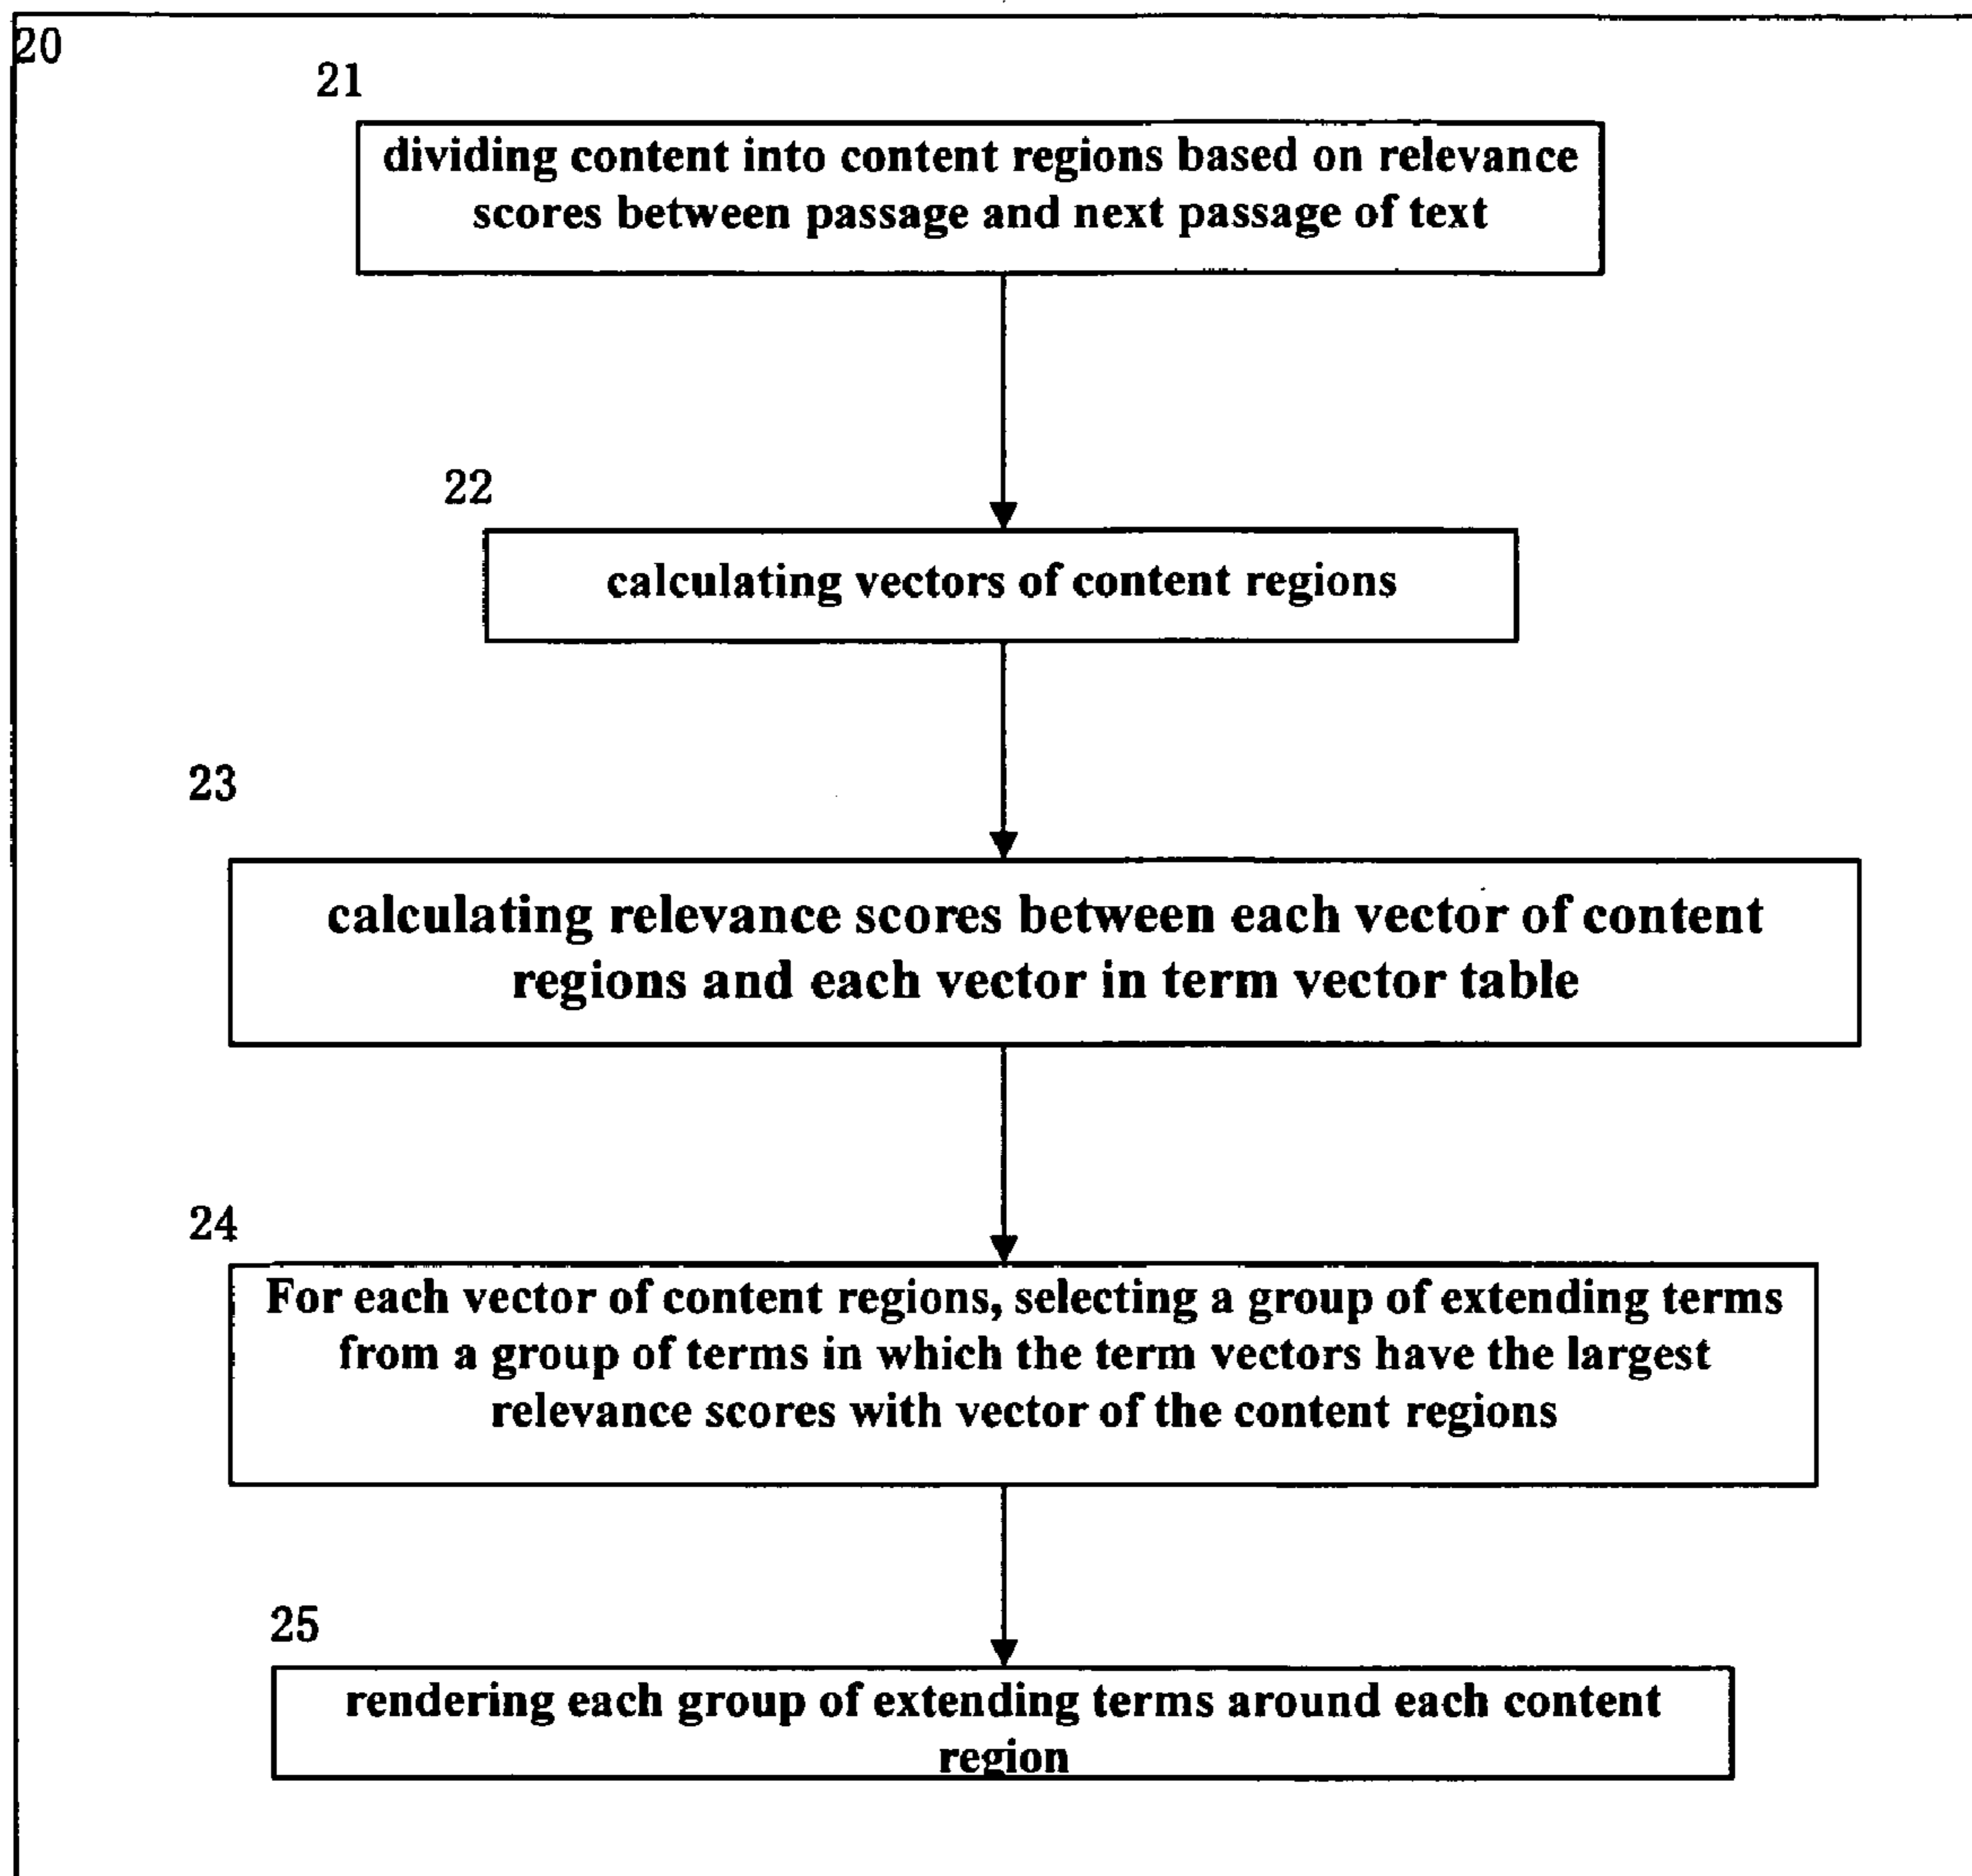 20
21
dividing content into content regions based on relevance
scores between passage and next passage of text
22
calculating vectors of content regions
23
calculating relevance scores between each vector of content
regions and each vector in term vector table
24
For each vector of content regions, selecting a group of extending terms
from a group of terms in which the term vectors have the largest
relevance scores with vector of the content regions
25
rendering each group of extending terms around each content
region